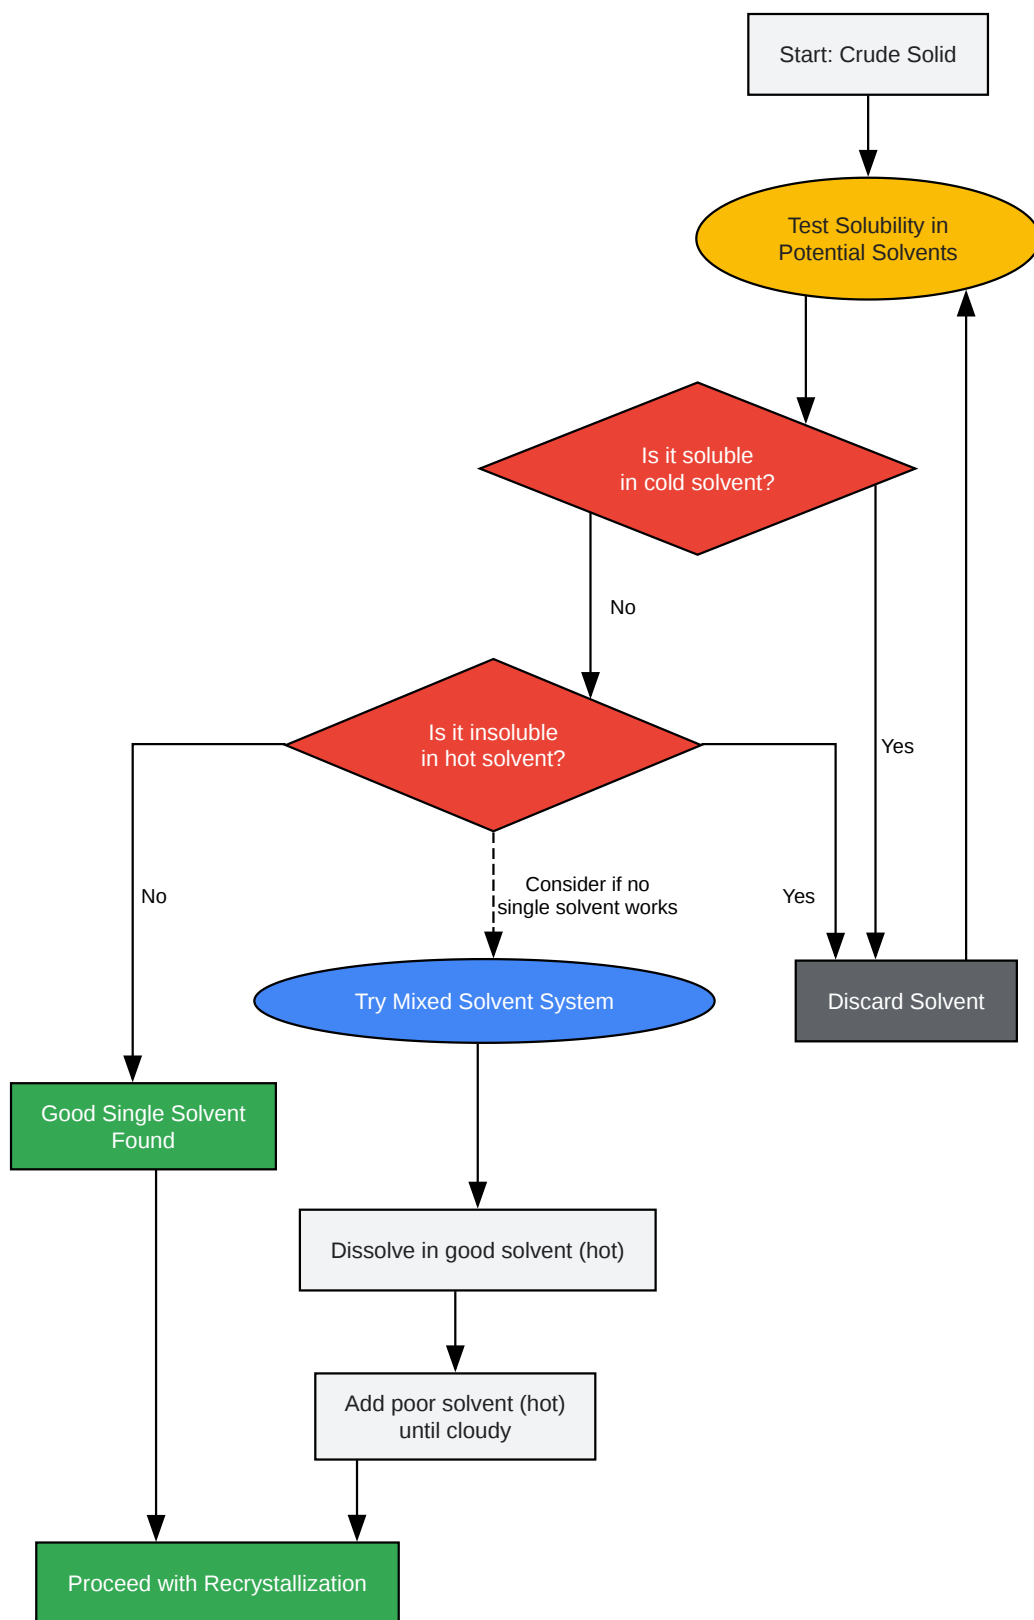 Start: Crude Solid
Test Solubility in
Potential Solvents
Is it soluble
in cold solvent?
No
Is it insoluble
in hot solvent?
Yes
No
Consider if no
single solvent works
Yes
Try Mixed Solvent System
Discard Solvent
Good Single Solvent
Found
Dissolve in good solvent (hot)
Add poor solvent (hot)
until cloudy
Proceed with Recrystallization